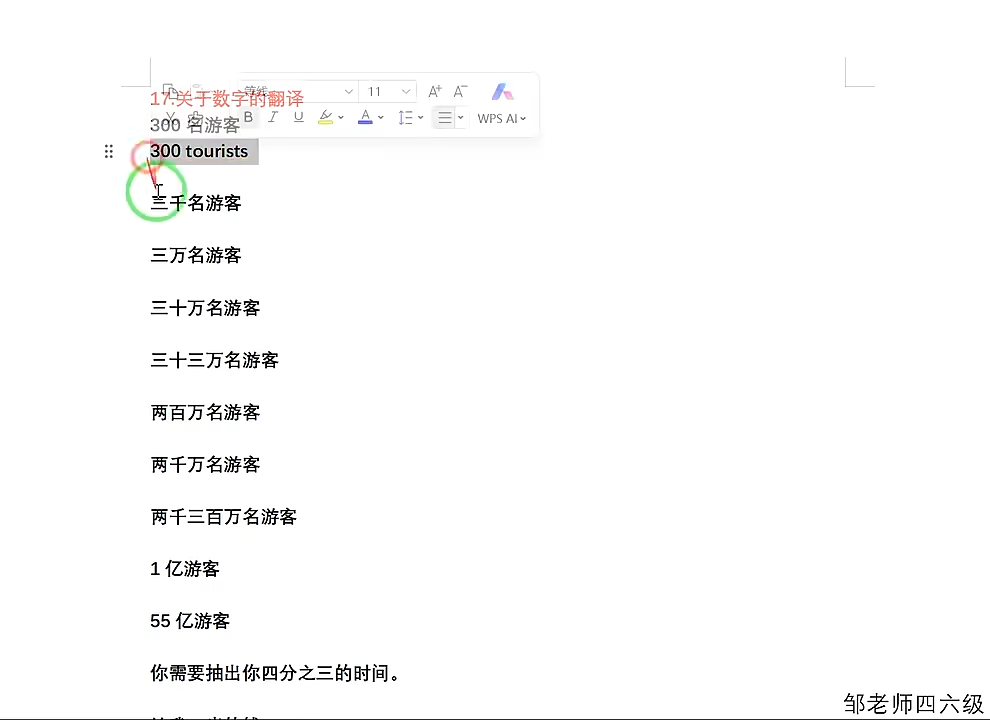 等线 11 A+ A-
17.关于数字的翻译
B I U A WPS AI
300 名游客
300 tourists
三千名游客
三万名游客
三十万名游客
三十三万名游客
两百万名游客
两千万名游客
两千三百万名游客
1 亿游客
55 亿游客
你需要抽出你四分之三的时间。
邹老师四六级